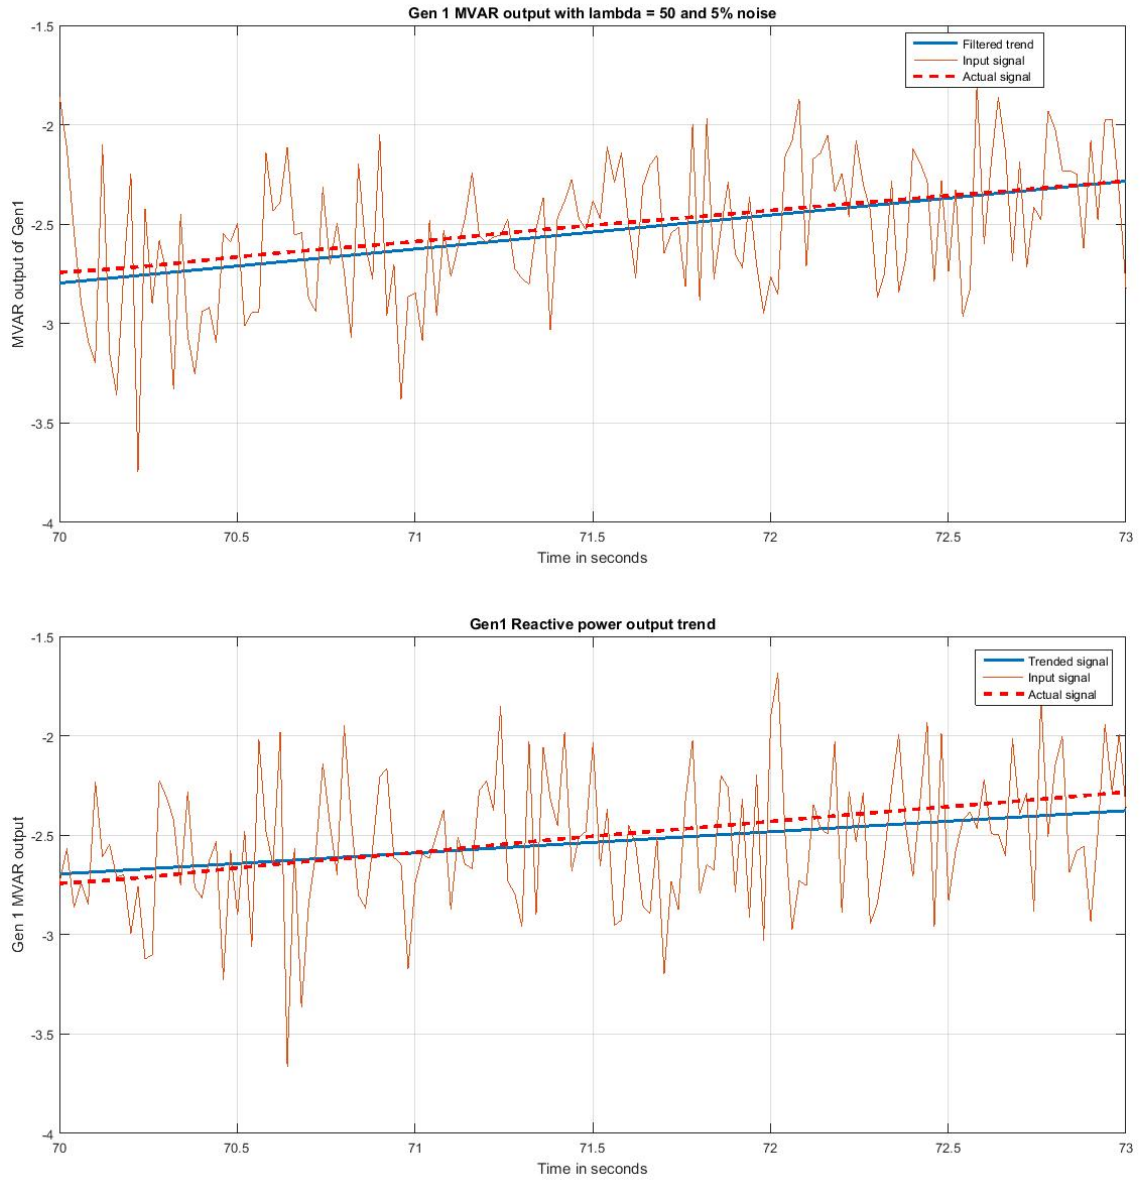 Gen 1 MVAR output with lambda = 50 and 5% noise
Filtered trend
Input signal
Actual signal
MVAR output of Gen1
-1.5
-2
-2.5
-3
-3.5
-4
70 70.5 71 71.5 72 72.5 73
Time in seconds
Gen1 Reactive power output trend
Trended signal
Input signal
Actual signal
Gen 1 MVAR output
-1.5
-2
-2.5
-3
-3.5
-4
70 70.5 71 71.5 72 72.5 73
Time in seconds